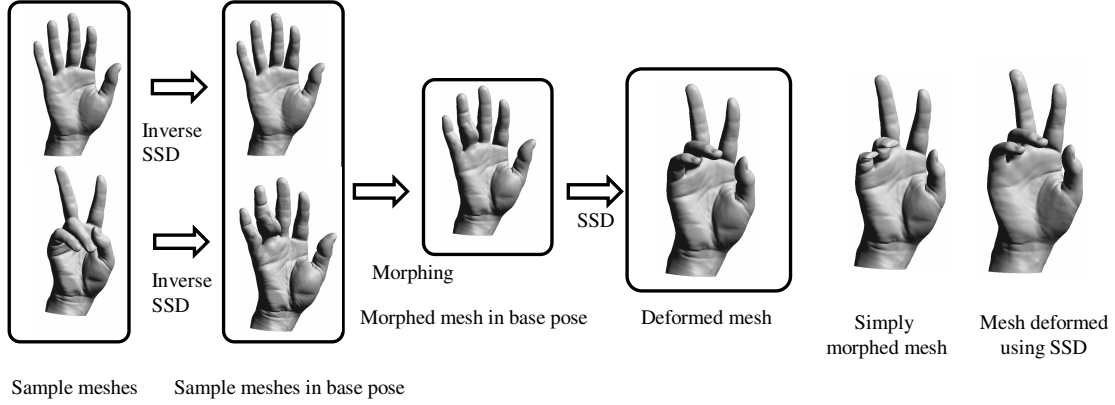 Inverse
SSD
Inverse
SSD
Morphing
SSD
Morphed mesh in base pose
Deformed mesh
Simply
morphed mesh
Mesh deformed
using SSD
Sample meshes
Sample meshes in base pose